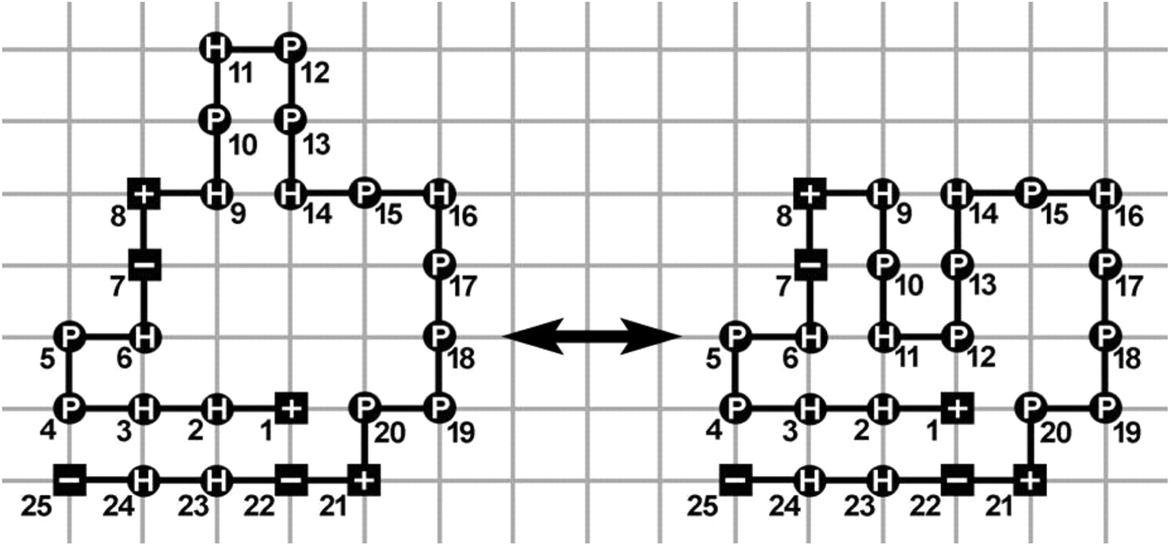 H P H P
11 12
P P
10 13
+ H H P H + H H P H
8 9 14 15 16 8 9 14 15 16
− P − P P P
7 17 7 10 13 17
P H P P H H P P
5 6 18 5 6 11 12 18
P H H + P P P H H + P P
4 3 2 1 20 19 4 3 2 1 20 19
− H H − + − H H − +
25 24 23 22 21 25 24 23 22 21